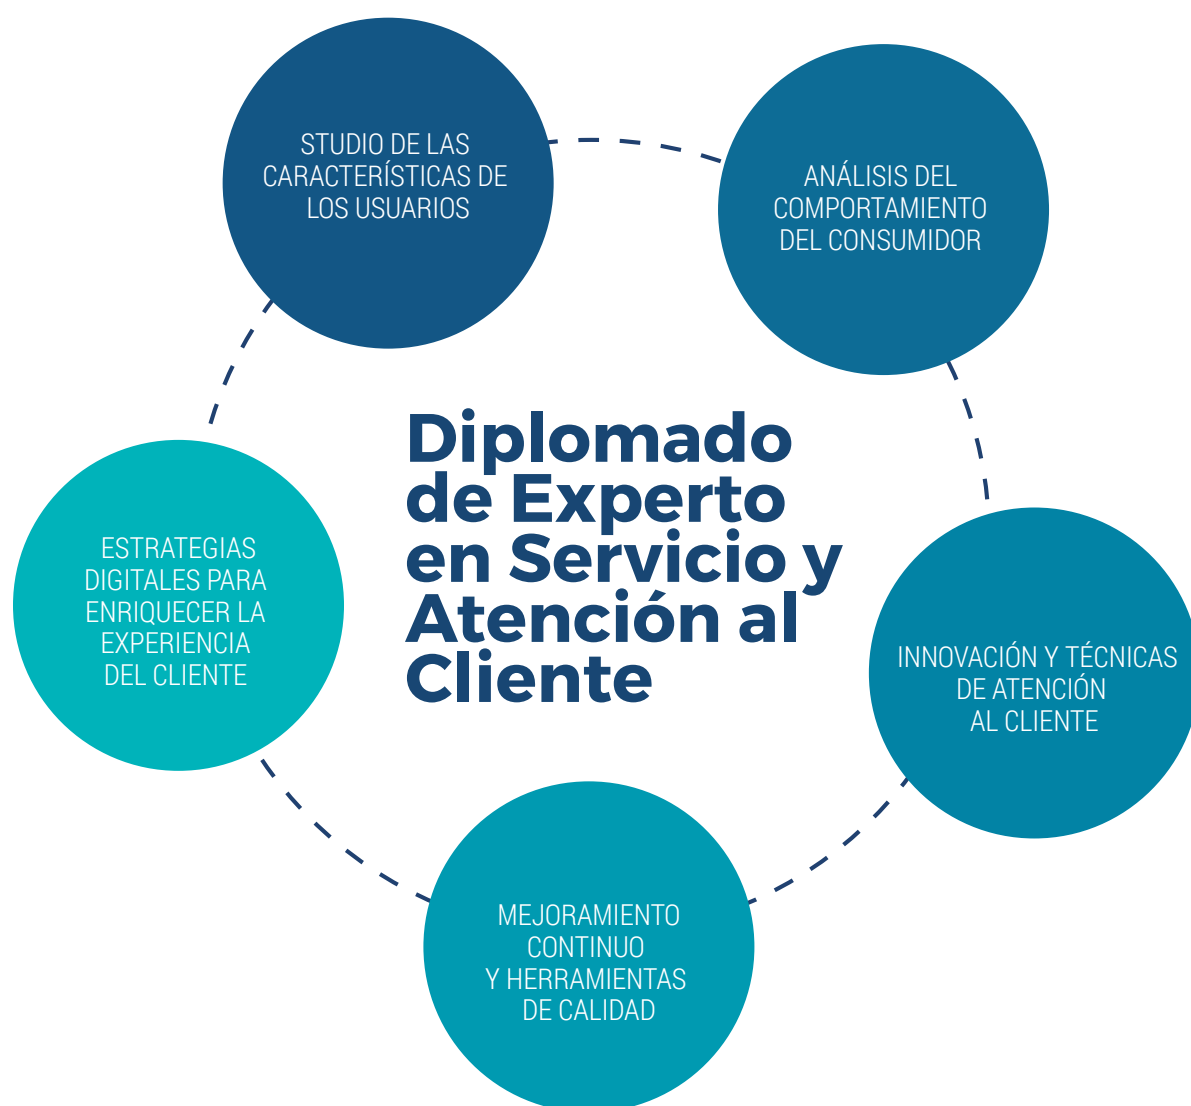 STUDIO DE LAS
CARACTERÍSTICAS DE
LOS USUARIOS
ANÁLISIS DEL
COMPORTAMIENTO
DEL CONSUMIDOR
Diplomado
de Experto
en Servicio y
Atención al
Cliente
ESTRATEGIAS
DIGITALES PARA
ENRIQUECER LA
EXPERIENCIA
DEL CLIENTE
INNOVACIÓN Y TÉCNICAS
DE ATENCIÓN
AL CLIENTE
MEJORAMIENTO
CONTINUO
Y HERRAMIENTAS
DE CALIDAD